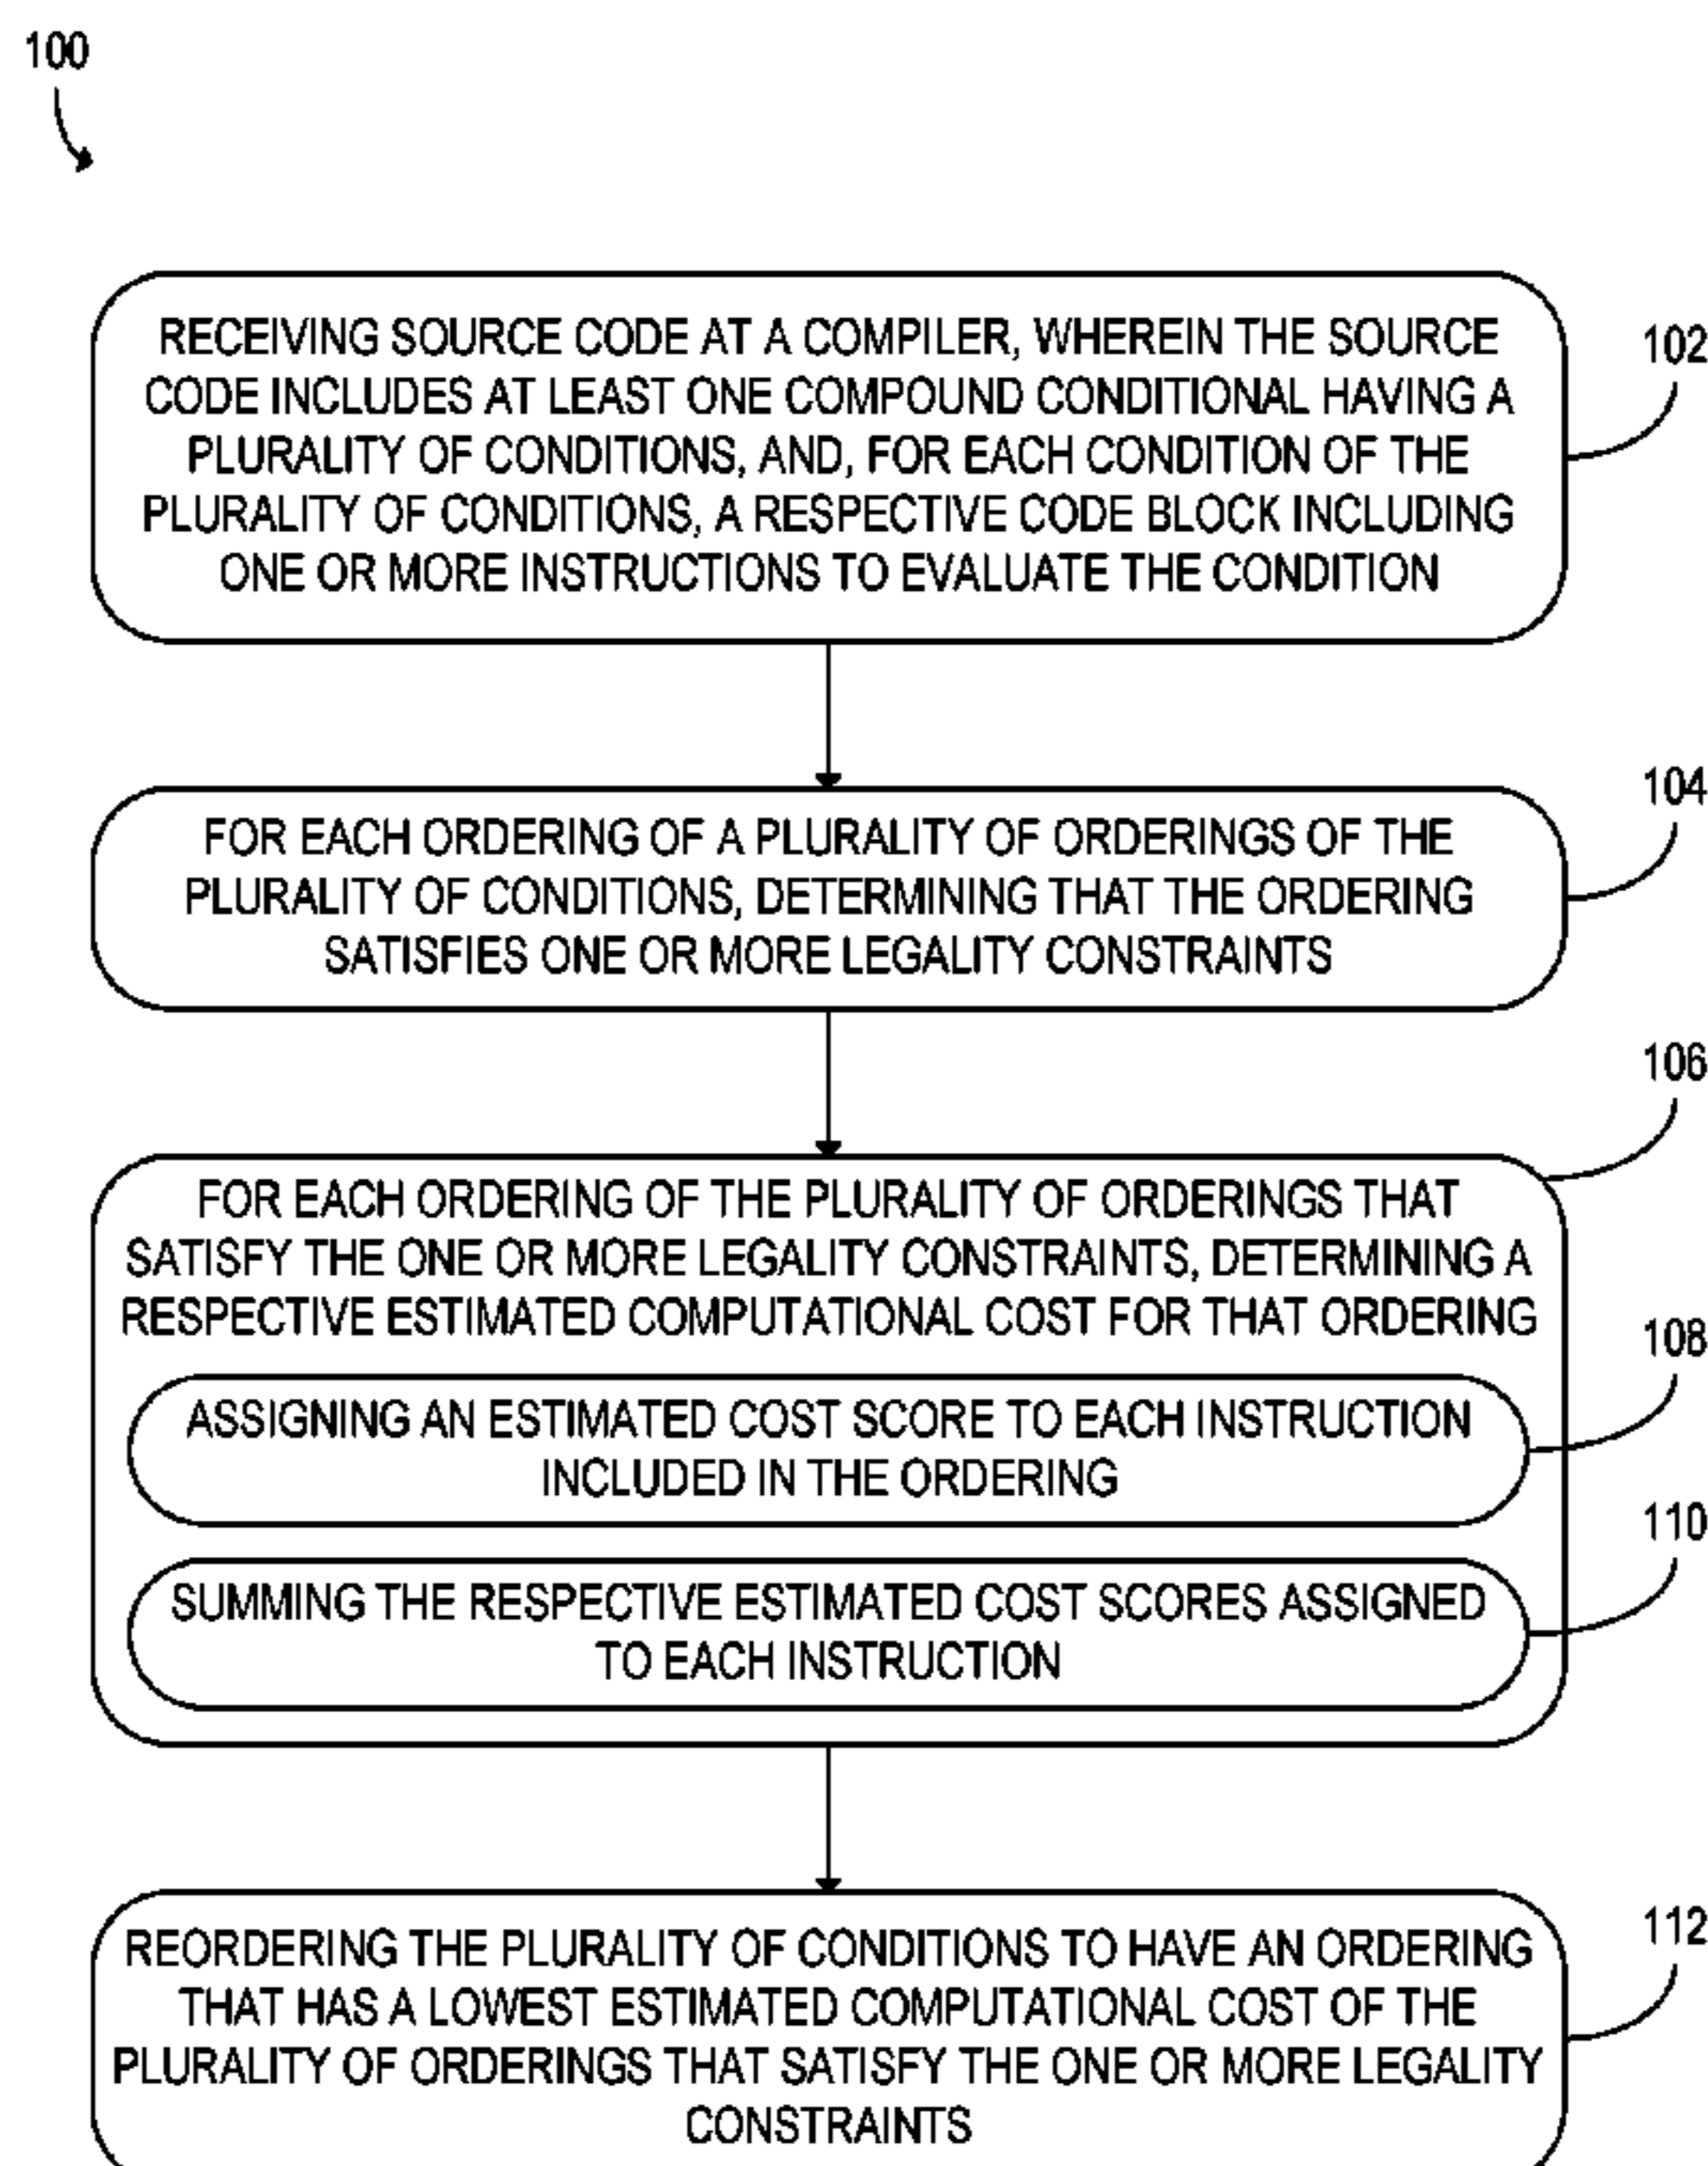 100
RECEIVING SOURCE CODE AT A COMPILER, WHEREIN THE SOURCE
CODE INCLUDES AT LEAST ONE COMPOUND CONDITIONAL HAVING A
PLURALITY OF CONDITIONS, AND, FOR EACH CONDITION OF THE
PLURALITY OF CONDITIONS, A RESPECTIVE CODE BLOCK INCLUDING
ONE OR MORE INSTRUCTIONS TO EVALUATE THE CONDITION
102
FOR EACH ORDERING OF A PLURALITY OF ORDERINGS OF THE
PLURALITY OF CONDITIONS, DETERMINING THAT THE ORDERING
SATISFIES ONE OR MORE LEGALITY CONSTRAINTS
104
FOR EACH ORDERING OF THE PLURALITY OF ORDERINGS THAT
SATISFY THE ONE OR MORE LEGALITY CONSTRAINTS, DETERMINING A
RESPECTIVE ESTIMATED COMPUTATIONAL COST FOR THAT ORDERING
106
ASSIGNING AN ESTIMATED COST SCORE TO EACH INSTRUCTION
INCLUDED IN THE ORDERING
108
SUMMING THE RESPECTIVE ESTIMATED COST SCORES ASSIGNED
TO EACH INSTRUCTION
110
REORDERING THE PLURALITY OF CONDITIONS TO HAVE AN ORDERING
THAT HAS A LOWEST ESTIMATED COMPUTATIONAL COST OF THE
PLURALITY OF ORDERINGS THAT SATISFY THE ONE OR MORE LEGALITY
CONSTRAINTS
112